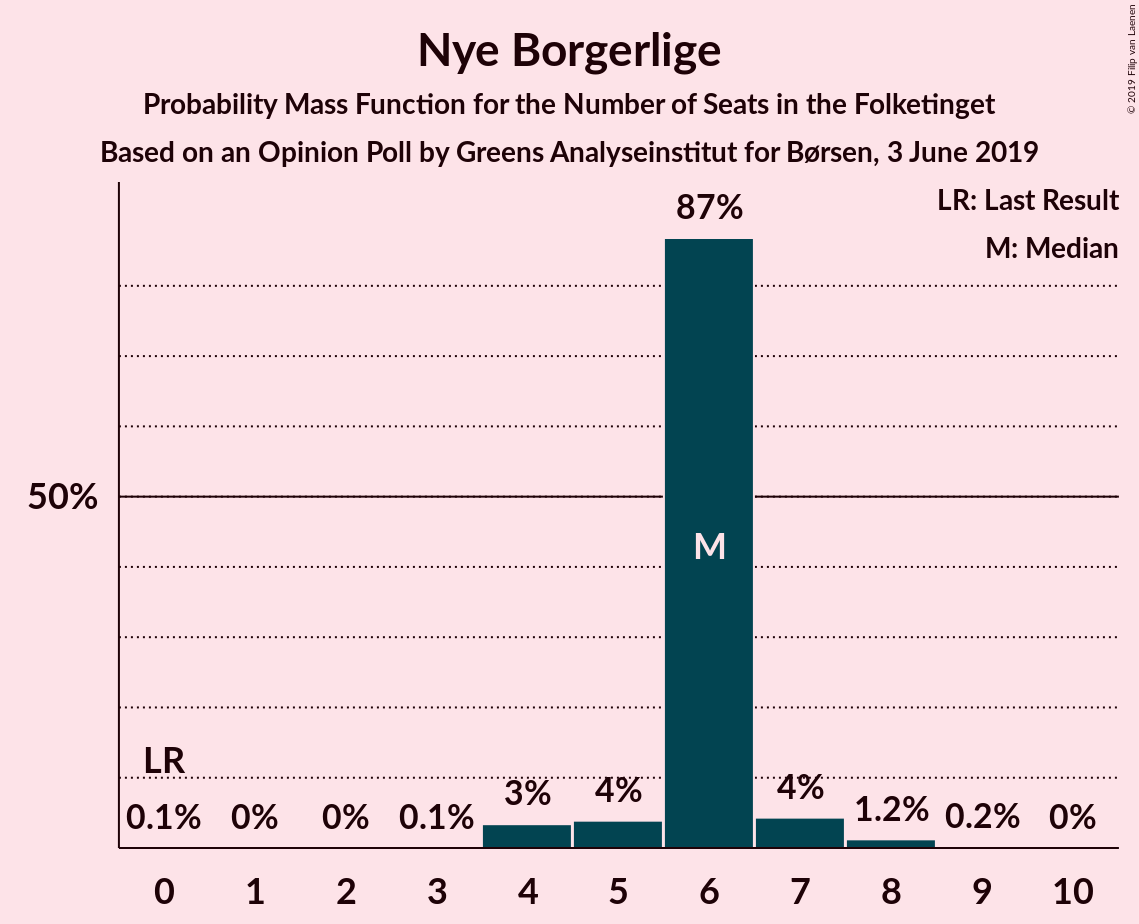 Nye Borgerlige
Probability Mass Function for the Number of Seats in the Folketinget
Based on an Opinion Poll by Greens Analyseinstitut for Børsen, 3 June 2019
© 2019 Filip van Laenen
LR: Last Result
M: Median
87%
50%
M
LR
0.1% 0% 0% 0.1% 3% 4% 4% 1.2% 0.2% 0%
0 1 2 3 4 5 6 7 8 9 10